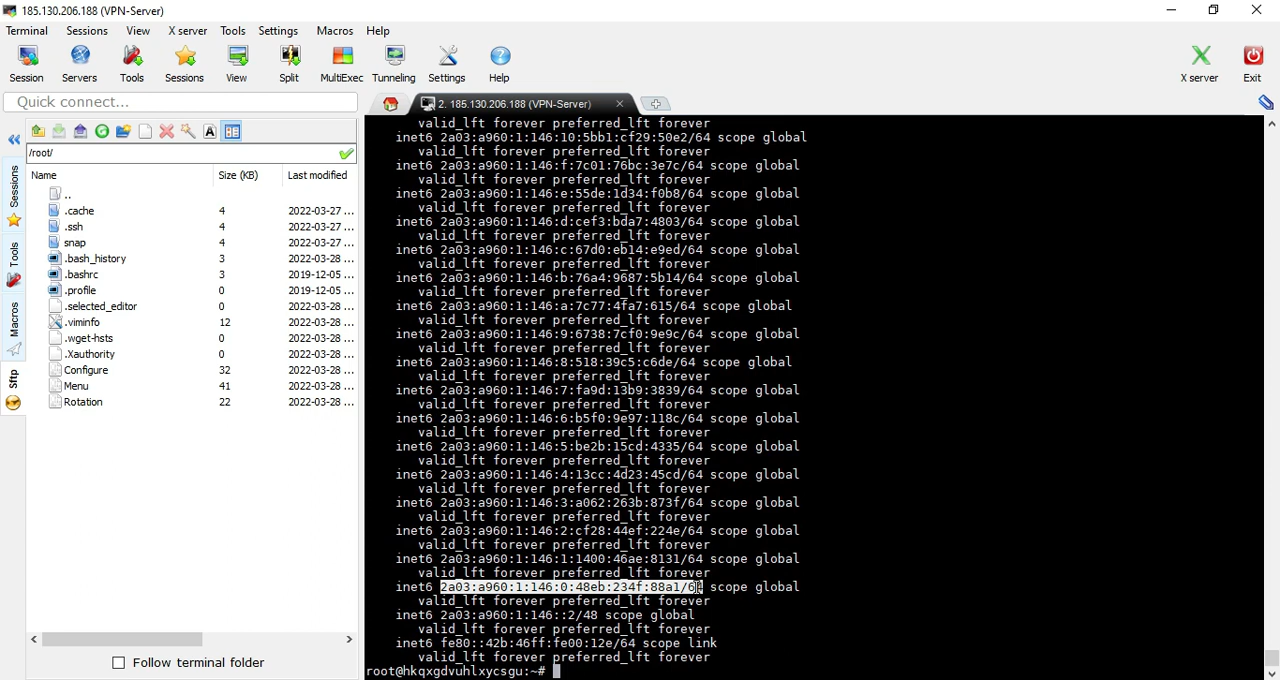 185.130.206.188 (VPN-Server)
Terminal Sessions View X server Tools Settings Macros Help
Session Servers Tools Sessions View Split MultiExec Tunneling Settings Help X server Exit
Quick connect...
2. 185.130.206.188 (VPN-Server)
/root/
Name Size (KB) Last modified
..
.cache 4 2022-03-27 ...
.ssh 4 2022-03-27 ...
snap 4 2022-03-27 ...
.bash_history 3 2022-03-28 ...
.bashrc 3 2019-12-05 ...
.profile 0 2019-12-05 ...
.selected_editor 0 2022-03-28 ...
.viminfo 12 2022-03-28 ...
.wget-hsts 0 2022-03-28 ...
.Xauthority 0 2022-03-28 ...
Configure 32 2022-03-28 ...
Menu 41 2022-03-28 ...
Rotation 22 2022-03-28 ...
Sessions
Tools
Macros
Sftp
Follow terminal folder
valid_lft forever preferred_lft forever
inet6 2a03:a960:1:146:10:5bb1:cf29:50e2/64 scope global
valid_lft forever preferred_lft forever
inet6 2a03:a960:1:146:f:7c01:76bc:3e7c/64 scope global
valid_lft forever preferred_lft forever
inet6 2a03:a960:1:146:e:55de:1d34:f0b8/64 scope global
valid_lft forever preferred_lft forever
inet6 2a03:a960:1:146:d:cef3:bda7:4803/64 scope global
valid_lft forever preferred_lft forever
inet6 2a03:a960:1:146:c:67d0:eb14:e9ed/64 scope global
valid_lft forever preferred_lft forever
inet6 2a03:a960:1:146:b:76a4:9687:5b14/64 scope global
valid_lft forever preferred_lft forever
inet6 2a03:a960:1:146:a:7c77:4fa7:615/64 scope global
valid_lft forever preferred_lft forever
inet6 2a03:a960:1:146:9:6738:7cf0:9e9c/64 scope global
valid_lft forever preferred_lft forever
inet6 2a03:a960:1:146:8:518:39c5:c6de/64 scope global
valid_lft forever preferred_lft forever
inet6 2a03:a960:1:146:7:fa9d:13b9:3839/64 scope global
valid_lft forever preferred_lft forever
inet6 2a03:a960:1:146:6:b5f0:9e97:118c/64 scope global
valid_lft forever preferred_lft forever
inet6 2a03:a960:1:146:5:be2b:15cd:4335/64 scope global
valid_lft forever preferred_lft forever
inet6 2a03:a960:1:146:4:13cc:4d23:45cd/64 scope global
valid_lft forever preferred_lft forever
inet6 2a03:a960:1:146:3:a062:263b:873f/64 scope global
valid_lft forever preferred_lft forever
inet6 2a03:a960:1:146:2:cf28:44ef:224e/64 scope global
valid_lft forever preferred_lft forever
inet6 2a03:a960:1:146:1:1400:46ae:8131/64 scope global
valid_lft forever preferred_lft forever
inet6 2a03:a960:1:146:0:48eb:234f:88a1/64 scope global
valid_lft forever preferred_lft forever
inet6 2a03:a960:1:146::2/48 scope global
valid_lft forever preferred_lft forever
inet6 fe80::42b:46ff:fe00:12e/64 scope link
valid_lft forever preferred_lft forever
root@hkqxgdvuhlxycsgu:~#